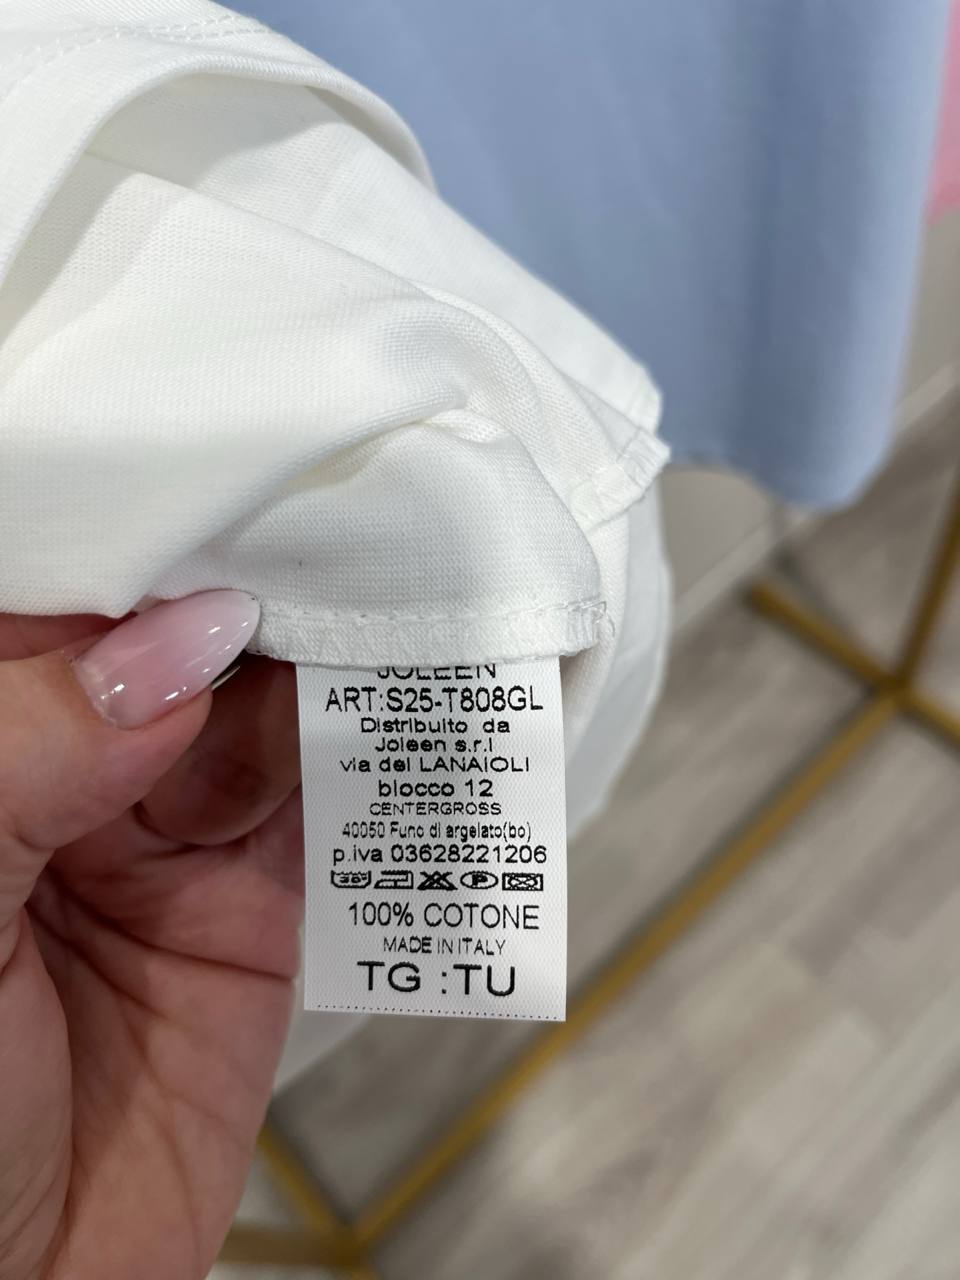 JOLEEN
ART:S25-T808GL
Distribuito da
Joleen s.r.l
via dei LANAIOLI
blocco 12
CENTERGROSS
40050 Funo di argelato(bo)
p.iva 03628221206
100% COTONE
MADE IN ITALY
TG :TU